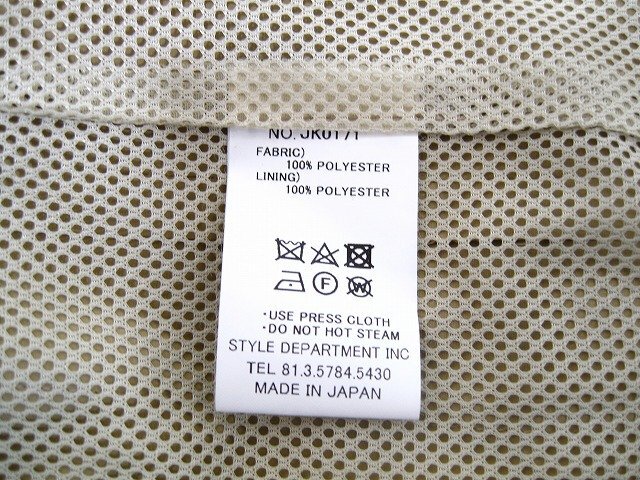 NO. JK0171
FABRIC)
100% POLYESTER
LINING)
100% POLYESTER
F W
・USE PRESS CLOTH
・DO NOT HOT STEAM
STYLE DEPARTMENT INC
TEL 81.3.5784.5430
MADE IN JAPAN